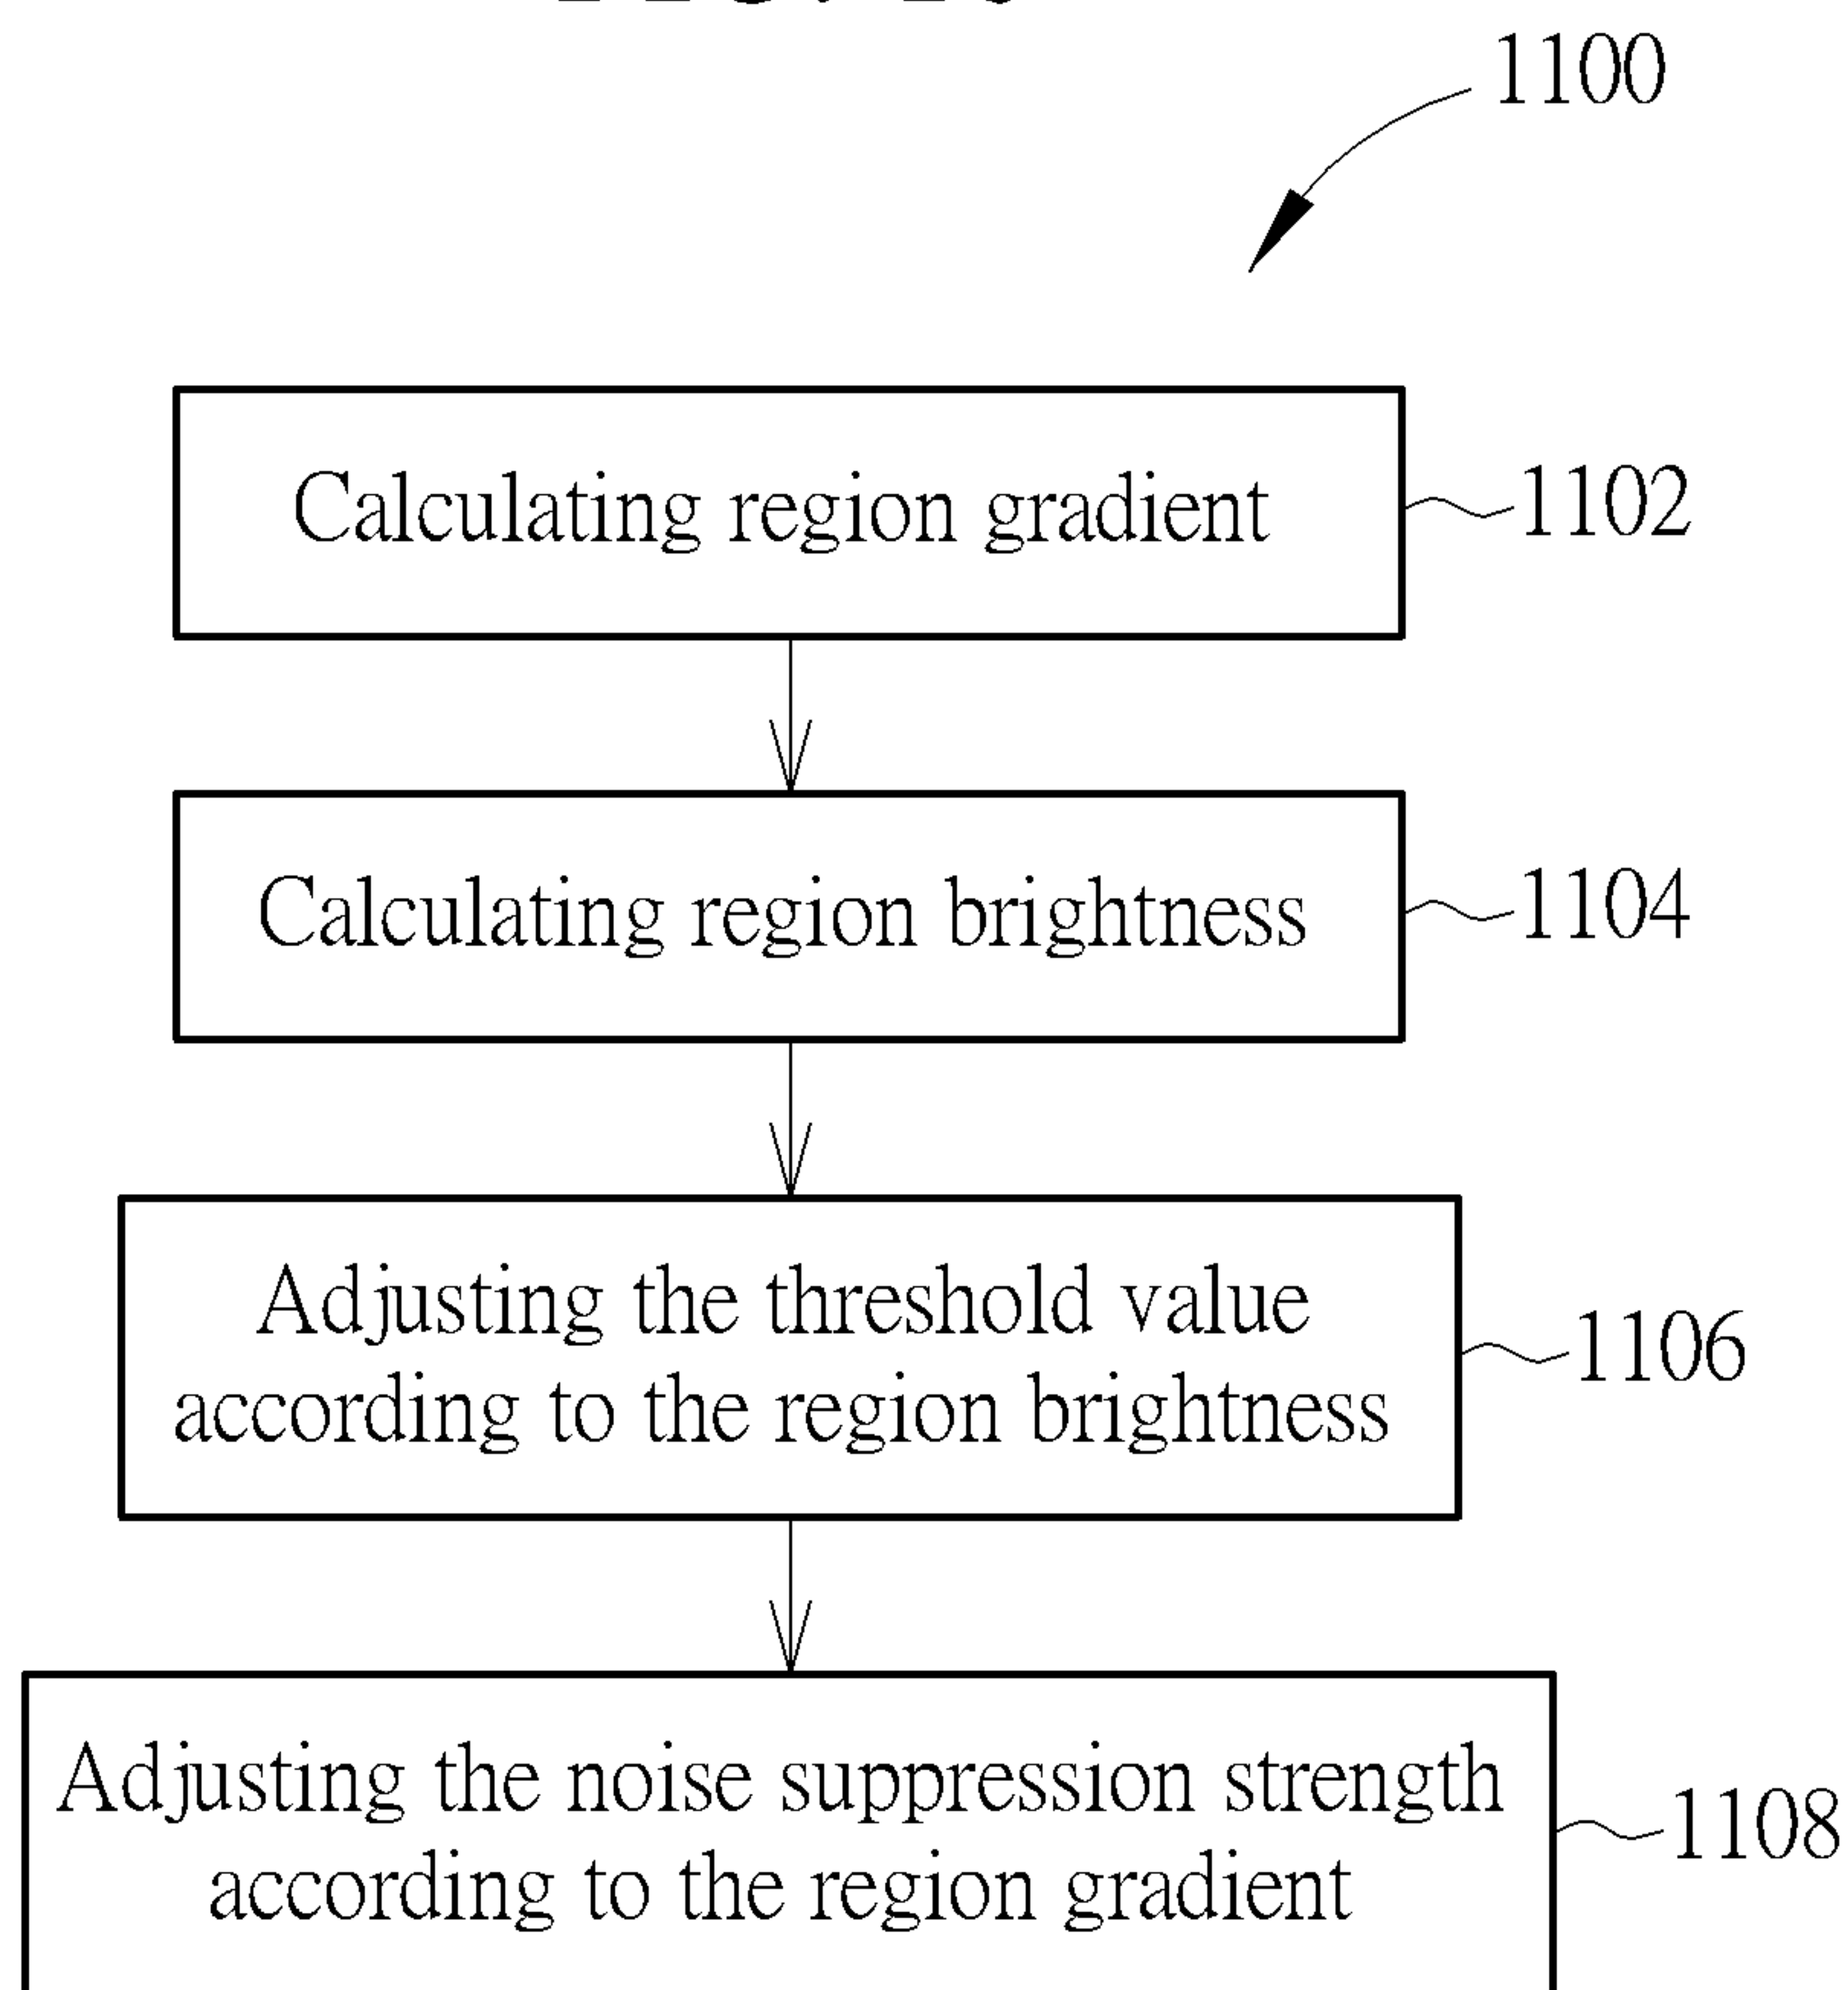 1100
Calculating region gradient
1102
Calculating region brightness
1104
Adjusting the threshold value
according to the region brightness
1106
Adjusting the noise suppression strength
according to the region gradient
1108